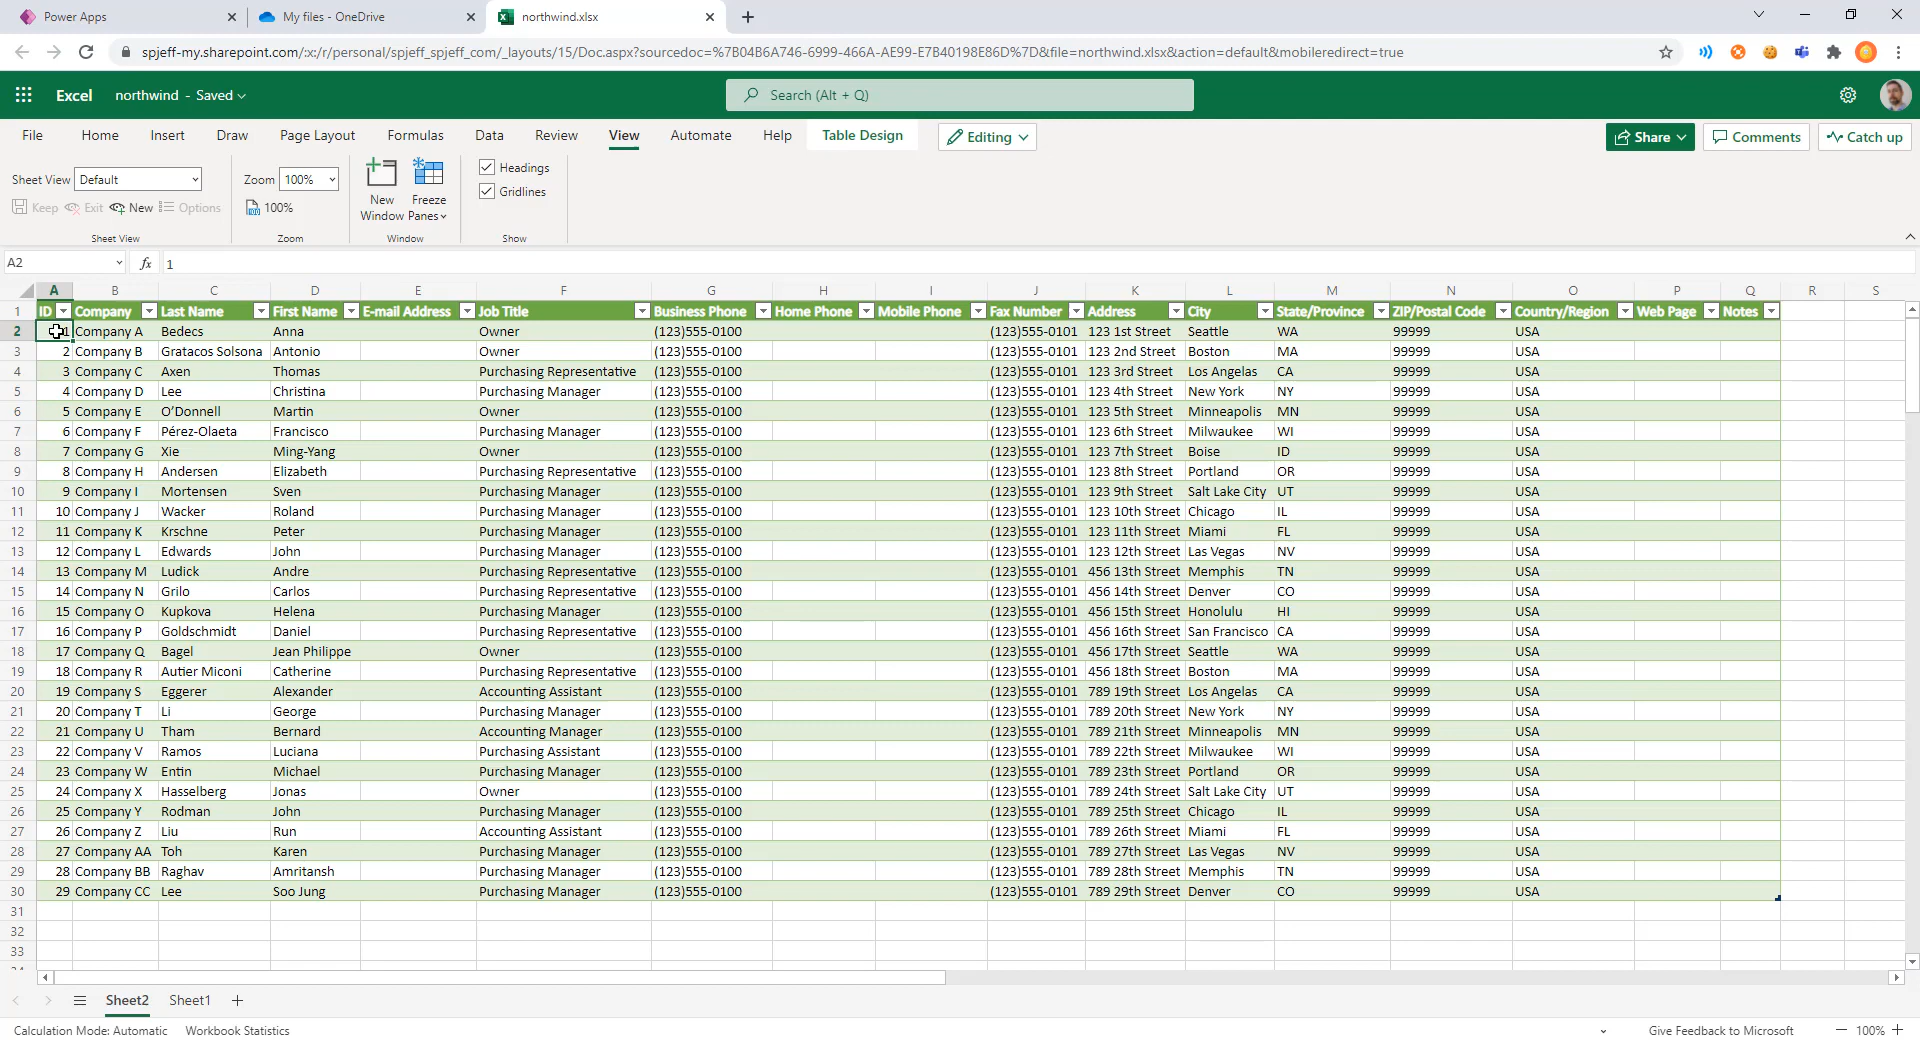 Power Apps My files - OneDrive northwind.xlsx
spjeff-my.sharepoint.com/:x:/r/personal/spjeff_spjeff_com/_layouts/15/Doc.aspx?sourcedoc=%7B04B6A746-6999-466A-AE99-E7B40198E86D%7D&file=northwind.xlsx&action=default&mobileredirect=true
Excel northwind - Saved Search (Alt + Q)
File Home Insert Draw Page Layout Formulas Data Review View Automate Help Table Design Editing Share Comments Catch up
Sheet View Default Zoom 100% New Window Freeze Panes Headings
Gridlines
Keep Exit New Options 100%
Sheet View Zoom Window Show
A2 fx 1
A B C D E F G H I J K L M N O P Q R S
1 ID Company Last Name First Name E-mail Address Job Title Business Phone Home Phone Mobile Phone Fax Number Address City State/Province ZIP/Postal Code Country/Region Web Page Notes
2 1 Company A Bedecs Anna Owner (123)555-0100 (123)555-0101 123 1st Street Seattle WA 99999 USA
3 2 Company B Gratacos Solsona Antonio Owner (123)555-0100 (123)555-0101 123 2nd Street Boston MA 99999 USA
4 3 Company C Axen Thomas Purchasing Representative (123)555-0100 (123)555-0101 123 3rd Street Los Angelas CA 99999 USA
5 4 Company D Lee Christina Purchasing Manager (123)555-0100 (123)555-0101 123 4th Street New York NY 99999 USA
6 5 Company E O’Donnell Martin Owner (123)555-0100 (123)555-0101 123 5th Street Minneapolis MN 99999 USA
7 6 Company F Pérez-Olaeta Francisco Purchasing Manager (123)555-0100 (123)555-0101 123 6th Street Milwaukee WI 99999 USA
8 7 Company G Xie Ming-Yang Owner (123)555-0100 (123)555-0101 123 7th Street Boise ID 99999 USA
9 8 Company H Andersen Elizabeth Purchasing Representative (123)555-0100 (123)555-0101 123 8th Street Portland OR 99999 USA
10 9 Company I Mortensen Sven Purchasing Manager (123)555-0100 (123)555-0101 123 9th Street Salt Lake City UT 99999 USA
11 10 Company J Wacker Roland Purchasing Manager (123)555-0100 (123)555-0101 123 10th Street Chicago IL 99999 USA
12 11 Company K Krschne Peter Purchasing Manager (123)555-0100 (123)555-0101 123 11th Street Miami FL 99999 USA
13 12 Company L Edwards John Purchasing Manager (123)555-0100 (123)555-0101 123 12th Street Las Vegas NV 99999 USA
14 13 Company M Ludick Andre Purchasing Representative (123)555-0100 (123)555-0101 456 13th Street Memphis TN 99999 USA
15 14 Company N Grilo Carlos Purchasing Representative (123)555-0100 (123)555-0101 456 14th Street Denver CO 99999 USA
16 15 Company O Kupkova Helena Purchasing Manager (123)555-0100 (123)555-0101 456 15th Street Honolulu HI 99999 USA
17 16 Company P Goldschmidt Daniel Purchasing Representative (123)555-0100 (123)555-0101 456 16th Street San Francisco CA 99999 USA
18 17 Company Q Bagel Jean Philippe Owner (123)555-0100 (123)555-0101 456 17th Street Seattle WA 99999 USA
19 18 Company R Autier Miconi Catherine Purchasing Representative (123)555-0100 (123)555-0101 456 18th Street Boston MA 99999 USA
20 19 Company S Eggerer Alexander Accounting Assistant (123)555-0100 (123)555-0101 789 19th Street Los Angelas CA 99999 USA
21 20 Company T Li George Purchasing Manager (123)555-0100 (123)555-0101 789 20th Street New York NY 99999 USA
22 21 Company U Tham Bernard Accounting Manager (123)555-0100 (123)555-0101 789 21th Street Minneapolis MN 99999 USA
23 22 Company V Ramos Luciana Purchasing Assistant (123)555-0100 (123)555-0101 789 22th Street Milwaukee WI 99999 USA
24 23 Company W Entin Michael Purchasing Manager (123)555-0100 (123)555-0101 789 23th Street Portland OR 99999 USA
25 24 Company X Hasselberg Jonas Owner (123)555-0100 (123)555-0101 789 24th Street Salt Lake City UT 99999 USA
26 25 Company Y Rodman John Purchasing Manager (123)555-0100 (123)555-0101 789 25th Street Chicago IL 99999 USA
27 26 Company Z Liu Run Accounting Assistant (123)555-0100 (123)555-0101 789 26th Street Miami FL 99999 USA
28 27 Company AA Toh Karen Purchasing Manager (123)555-0100 (123)555-0101 789 27th Street Las Vegas NV 99999 USA
29 28 Company BB Raghav Amritansh Purchasing Manager (123)555-0100 (123)555-0101 789 28th Street Memphis TN 99999 USA
30 29 Company CC Lee Soo Jung Purchasing Manager (123)555-0100 (123)555-0101 789 29th Street Denver CO 99999 USA
31
32
33
Sheet2 Sheet1
Calculation Mode: Automatic Workbook Statistics Give Feedback to Microsoft 100%